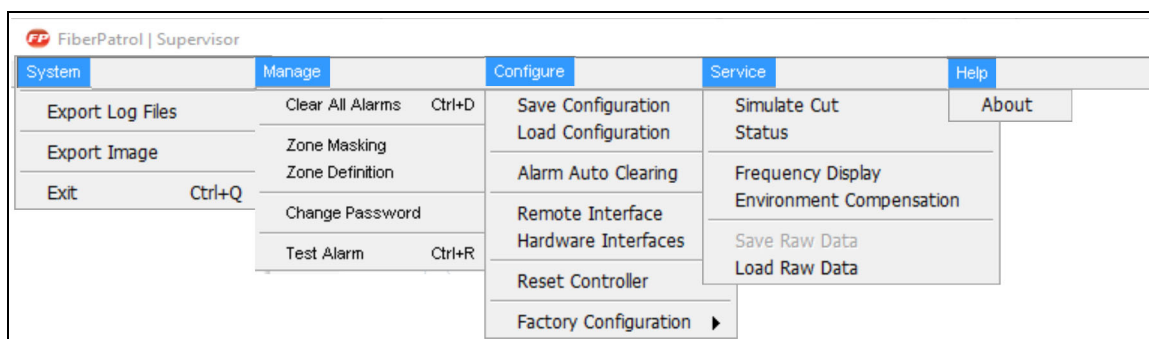 FP FiberPatrol | Supervisor
System Manage Configure Service Help
Export Log Files
Export Image
Exit Ctrl+Q
Clear All Alarms Ctrl+D
Zone Masking
Zone Definition
Change Password
Test Alarm Ctrl+R
Save Configuration
Load Configuration
Alarm Auto Clearing
Remote Interface
Hardware Interfaces
Reset Controller
Factory Configuration
Simulate Cut
Status
Frequency Display
Environment Compensation
Save Raw Data
Load Raw Data
About